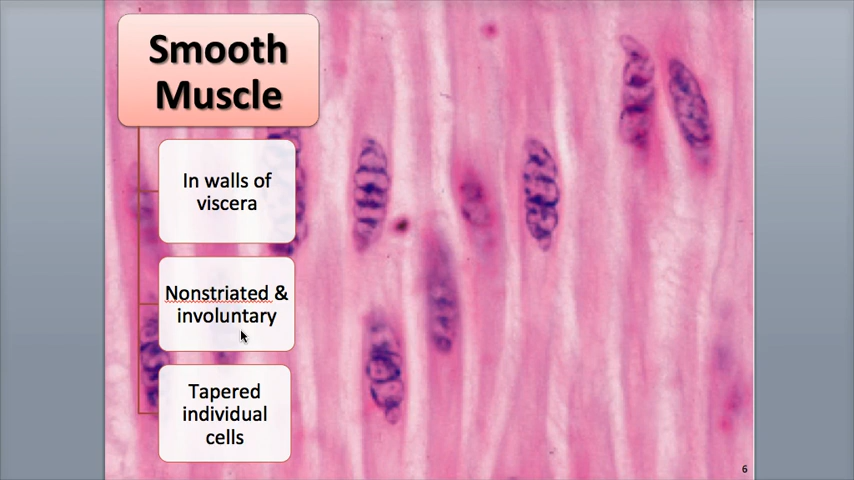 Smooth
Muscle
In walls of
viscera
Nonstriated &
involuntary
Tapered
individual
cells
6